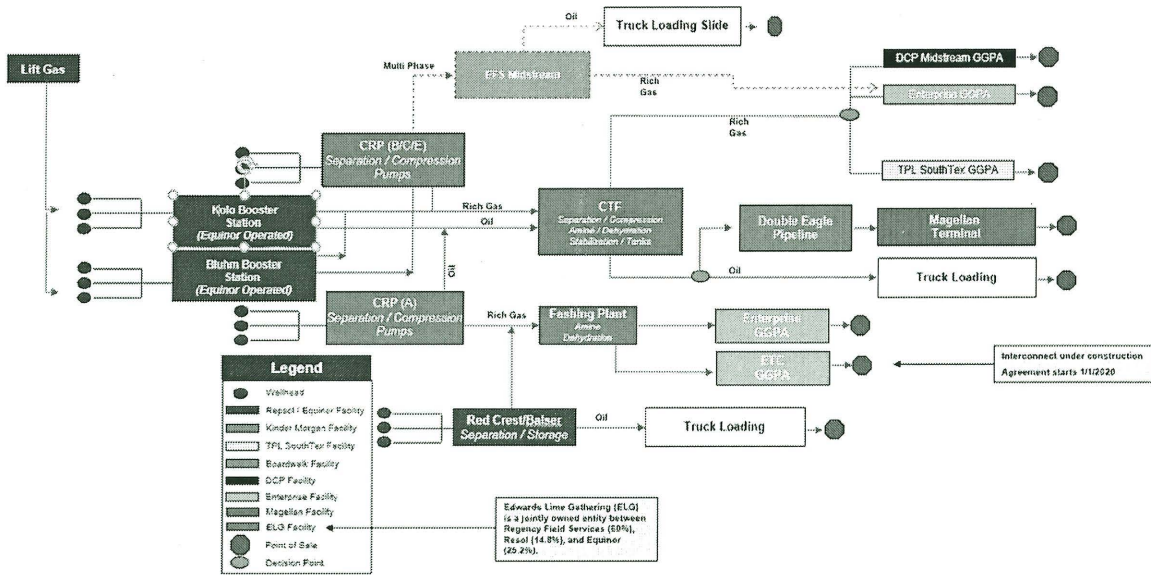 Oil
Truck Loading Slide
Lift Gas
Multi Phase
EFS Midstream
Rich
Gas
DCP Midstream GGPA
Enterprise GGPA
Rich
Gas
TPL SouthTex GGPA
CRP (B/C/E)
Separation / Compression
Pumps
Kolo Booster
Station
(Equinor Operated)
Rich Gas
Oil
CTF
Separation / Compression
Amine / Dehydration
Stabilization / Tanks
Double Eagle
Pipeline
Magellan
Terminal
Bluhm Booster
Station
(Equinor Operated)
Oil
Oil
Truck Loading
CRP (A)
Separation / Compression
Pumps
Rich Gas
Fashing Plant
Amine
Dehydration
Enterprise
GGPA
ETC
GGPA
Interconnect under construction
Agreement starts 1/1/2020
Red Crest/Balser
Separation / Storage
Oil
Truck Loading
Legend
Wellhead
Repsol / Equinor Facility
Kinder Morgan Facility
TPL SouthTex Facility
Boardwalk Facility
DCP Facility
Enterprise Facility
Magellan Facility
ELG Facility
Point of Sale
Decision Point
Edwards Lime Gathering (ELG)
is a jointly owned entity between
Regency Field Services (60%),
Resol (14.8%), and Equinor
(25.2%).